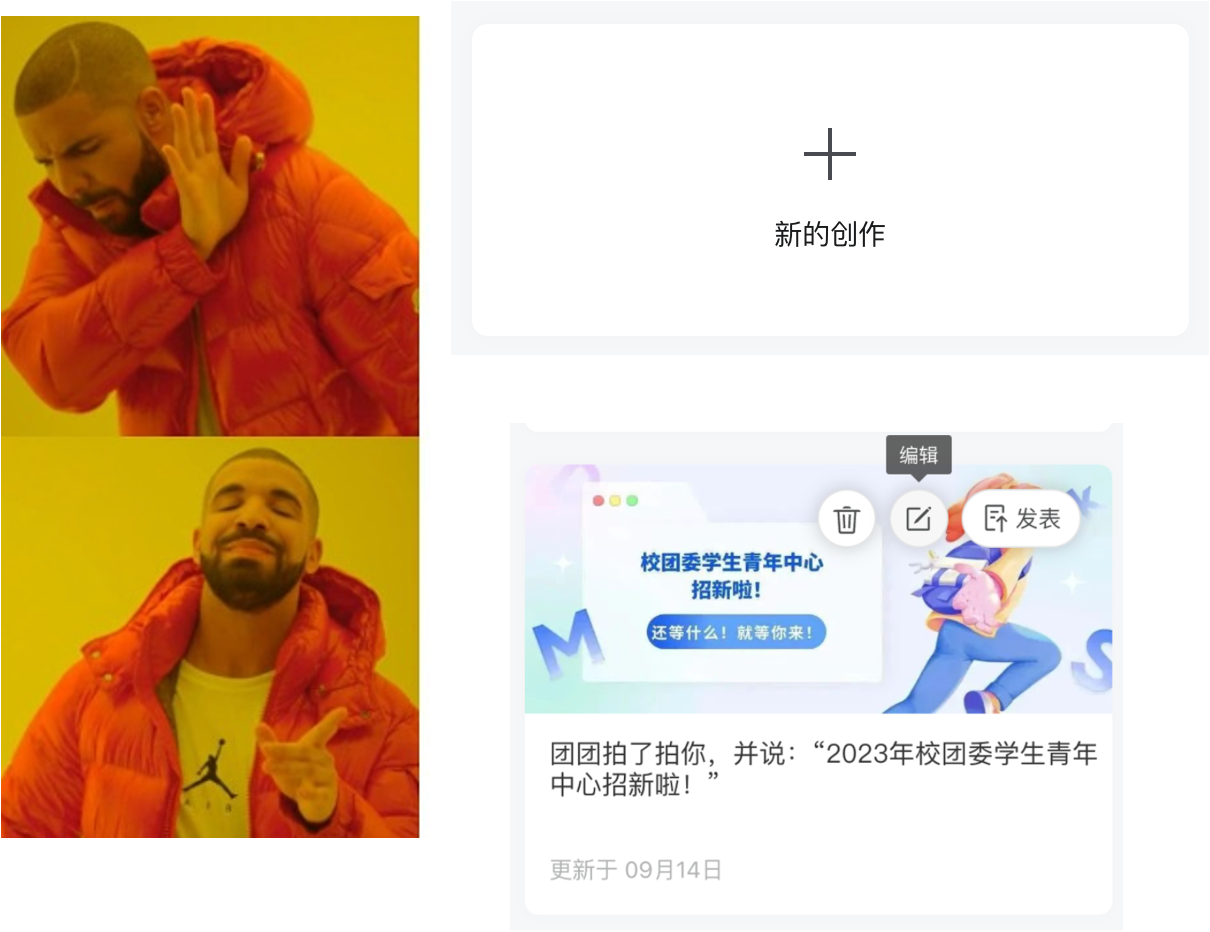 新的创作
编辑
发表
校团委学生青年中心
招新啦！
还等什么！就等你来！
M
S
团团拍了拍你，并说：“2023年校团委学生青年
中心招新啦！”
更新于 09月14日
AIR